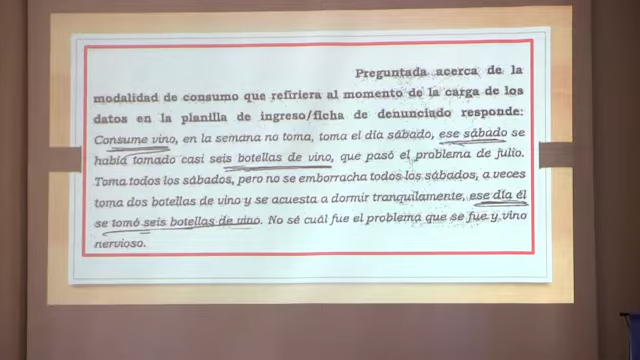 Preguntada acerca de la
modalidad de consumo que refiriera al momento de la carga de los
datos en la planilla de ingreso/ficha de denunciado responde:
Consume vino, en la semana no toma, toma el día sábado, ese sábado se
había tomado casi seis botellas de vino, que pasó el problema de julio.
Toma todos los sábados, pero no se emborracha todos los sábados, a veces
toma dos botellas de vino y se acuesta a dormir tranquilamente, ese día él
se tomó seis botellas de vino. No sé cuál fue el problema que se fue y vino
nervioso.